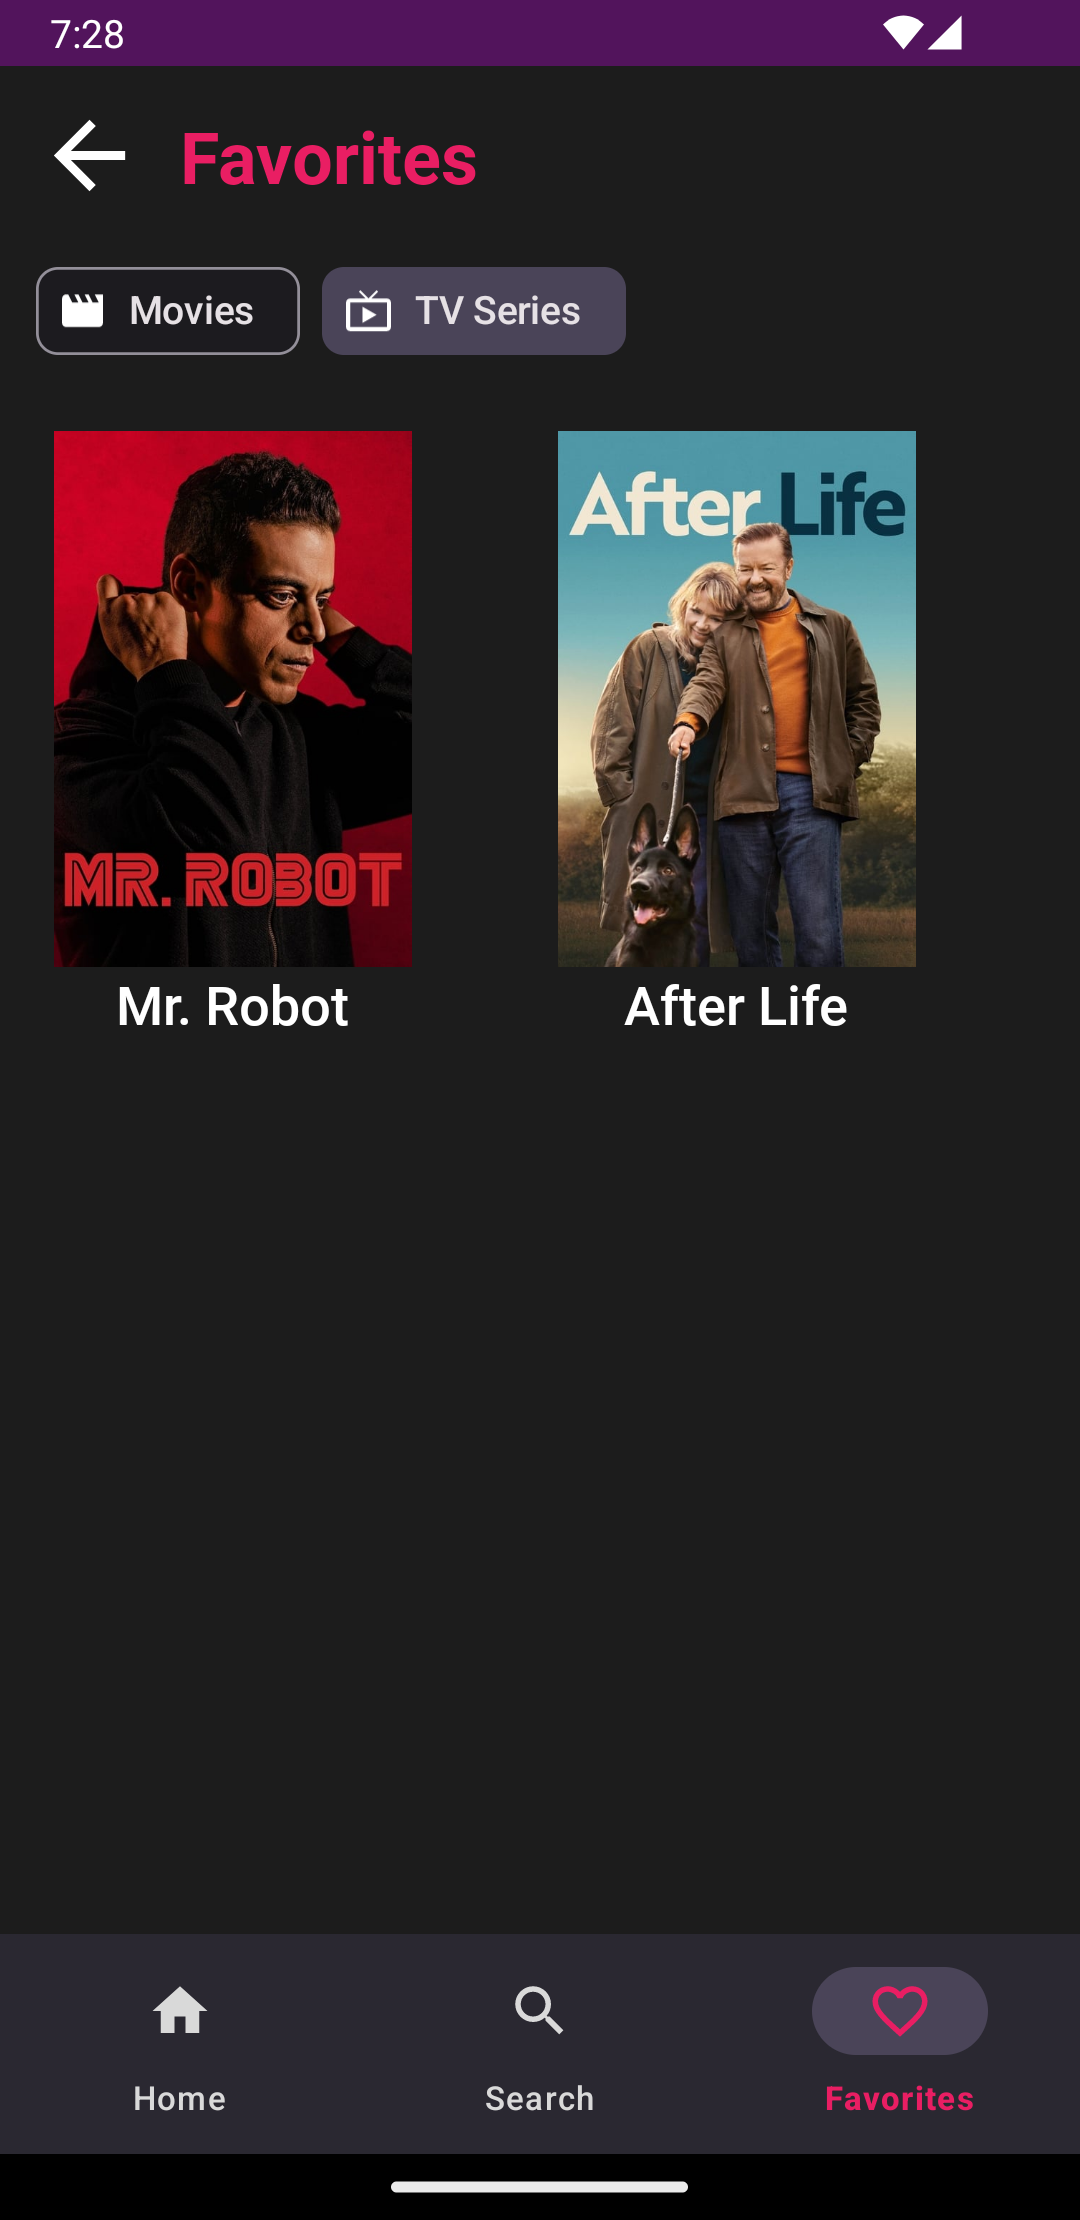 7:28
Favorites
Movies
TV Series
After Life
MR. ROBOT
Mr. Robot
After Life
Home
Search
Favorites